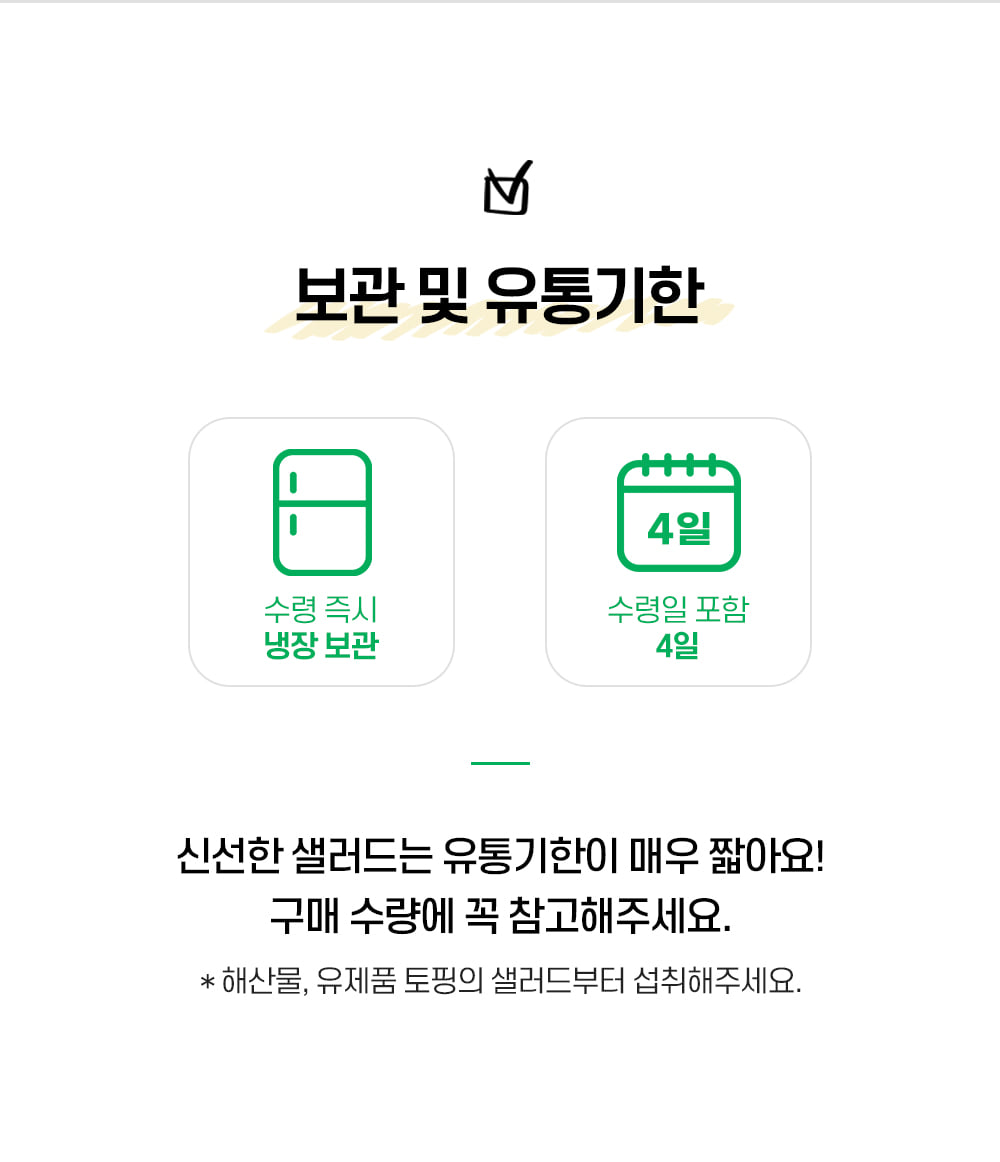 보관 및 유통기한
4일
수령 즉시
냉장 보관
수령일 포함
4일
신선한 샐러드는 유통기한이 매우 짧아요!
구매 수량에 꼭 참고해주세요.
* 해산물, 유제품 토핑의 샐러드부터 섭취해주세요.